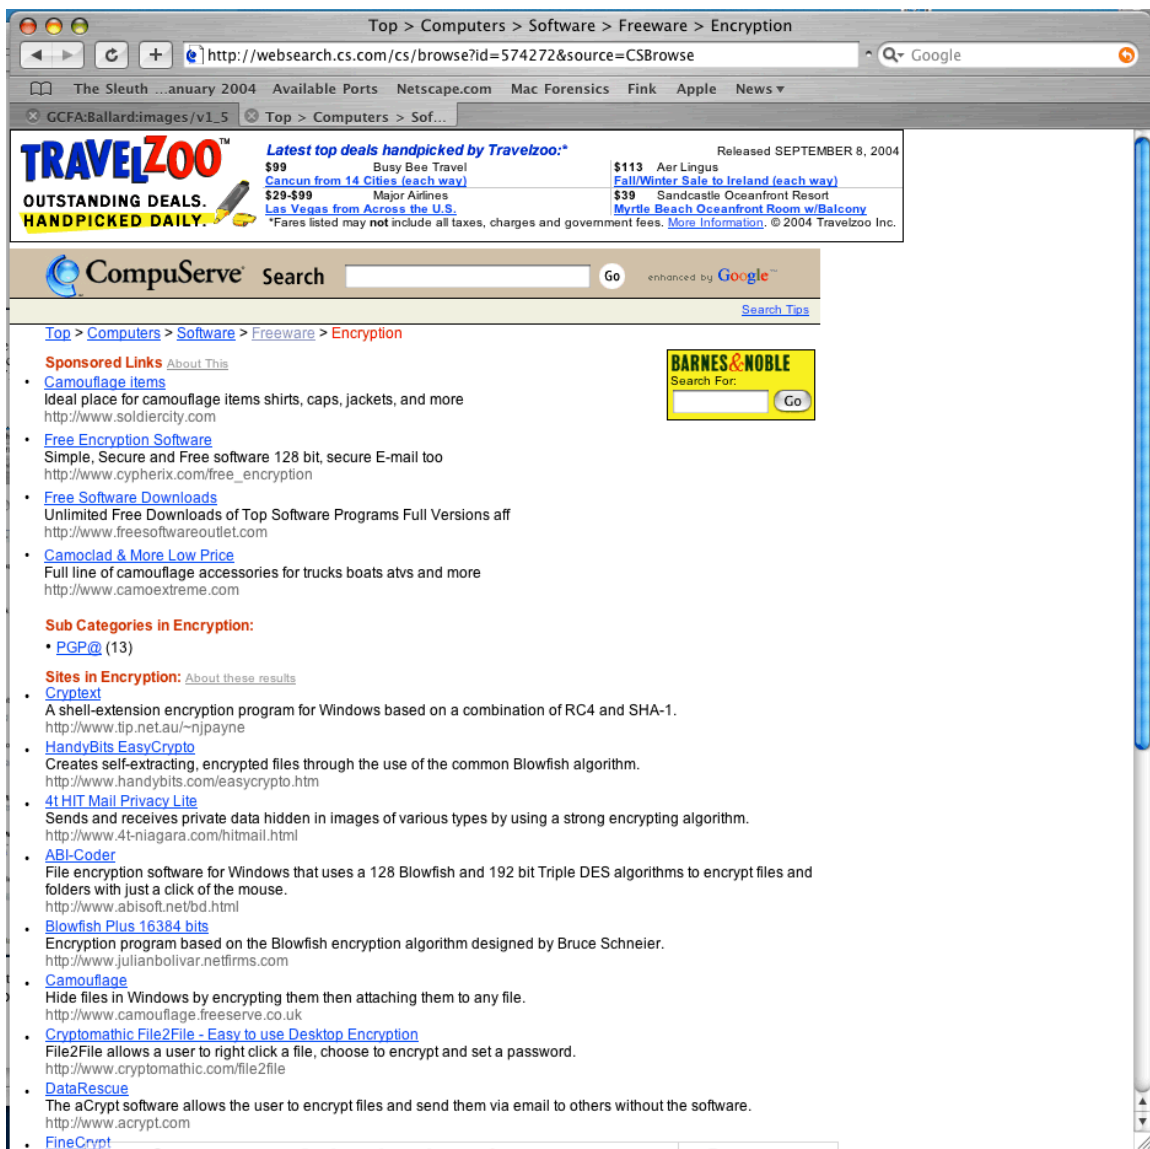 Top > Computers > Software > Freeware > Encryption
http://websearch.cs.com/cs/browse?id=574272&source=CSBrowse
Google
The Sleuth ...anuary 2004 Available Ports Netscape.com Mac Forensics Fink Apple News
GCFA:Ballard:images/v1_5 Top > Computers > Sof...
TRAVELZOO™
OUTSTANDING DEALS.
HANDPICKED DAILY.
Latest top deals handpicked by Travelzoo:* Released SEPTEMBER 8, 2004
$99 Busy Bee Travel $113 Aer Lingus
Cancun from 14 Cities (each way) Fall/Winter Sale to Ireland (each way)
$29-$99 Major Airlines $39 Sandcastle Oceanfront Resort
Las Vegas from Across the U.S. Myrtle Beach Oceanfront Room w/Balcony
*Fares listed may not include all taxes, charges and government fees. More Information. © 2004 Travelzoo Inc.
CompuServe Search Go enhanced by Google™
Search Tips
Top > Computers > Software > Freeware > Encryption
Sponsored Links About This
BARNES&NOBLE
Search For:
Go
• Camouflage items
Ideal place for camouflage items shirts, caps, jackets, and more
http://www.soldiercity.com
• Free Encryption Software
Simple, Secure and Free software 128 bit, secure E-mail too
http://www.cypherix.com/free_encryption
• Free Software Downloads
Unlimited Free Downloads of Top Software Programs Full Versions aff
http://www.freesoftwareoutlet.com
• Camoclad & More Low Price
Full line of camouflage accessories for trucks boats atvs and more
http://www.camoextreme.com
Sub Categories in Encryption:
• PGP@ (13)
Sites in Encryption: About these results
• Cryptext
A shell-extension encryption program for Windows based on a combination of RC4 and SHA-1.
http://www.tip.net.au/~njpayne
• HandyBits EasyCrypto
Creates self-extracting, encrypted files through the use of the common Blowfish algorithm.
http://www.handybits.com/easycrypto.htm
• 4t HIT Mail Privacy Lite
Sends and receives private data hidden in images of various types by using a strong encrypting algorithm.
http://www.4t-niagara.com/hitmail.html
• ABI-Coder
File encryption software for Windows that uses a 128 Blowfish and 192 bit Triple DES algorithms to encrypt files and
folders with just a click of the mouse.
http://www.abisoft.net/bd.html
• Blowfish Plus 16384 bits
Encryption program based on the Blowfish encryption algorithm designed by Bruce Schneier.
http://www.julianbolivar.netfirms.com
• Camouflage
Hide files in Windows by encrypting them then attaching them to any file.
http://www.camouflage.freeserve.co.uk
• Cryptomathic File2File - Easy to use Desktop Encryption
File2File allows a user to right click a file, choose to encrypt and set a password.
http://www.cryptomathic.com/file2file
• DataRescue
The aCrypt software allows the user to encrypt files and send them via email to others without the software.
http://www.acrypt.com
• FineCrypt